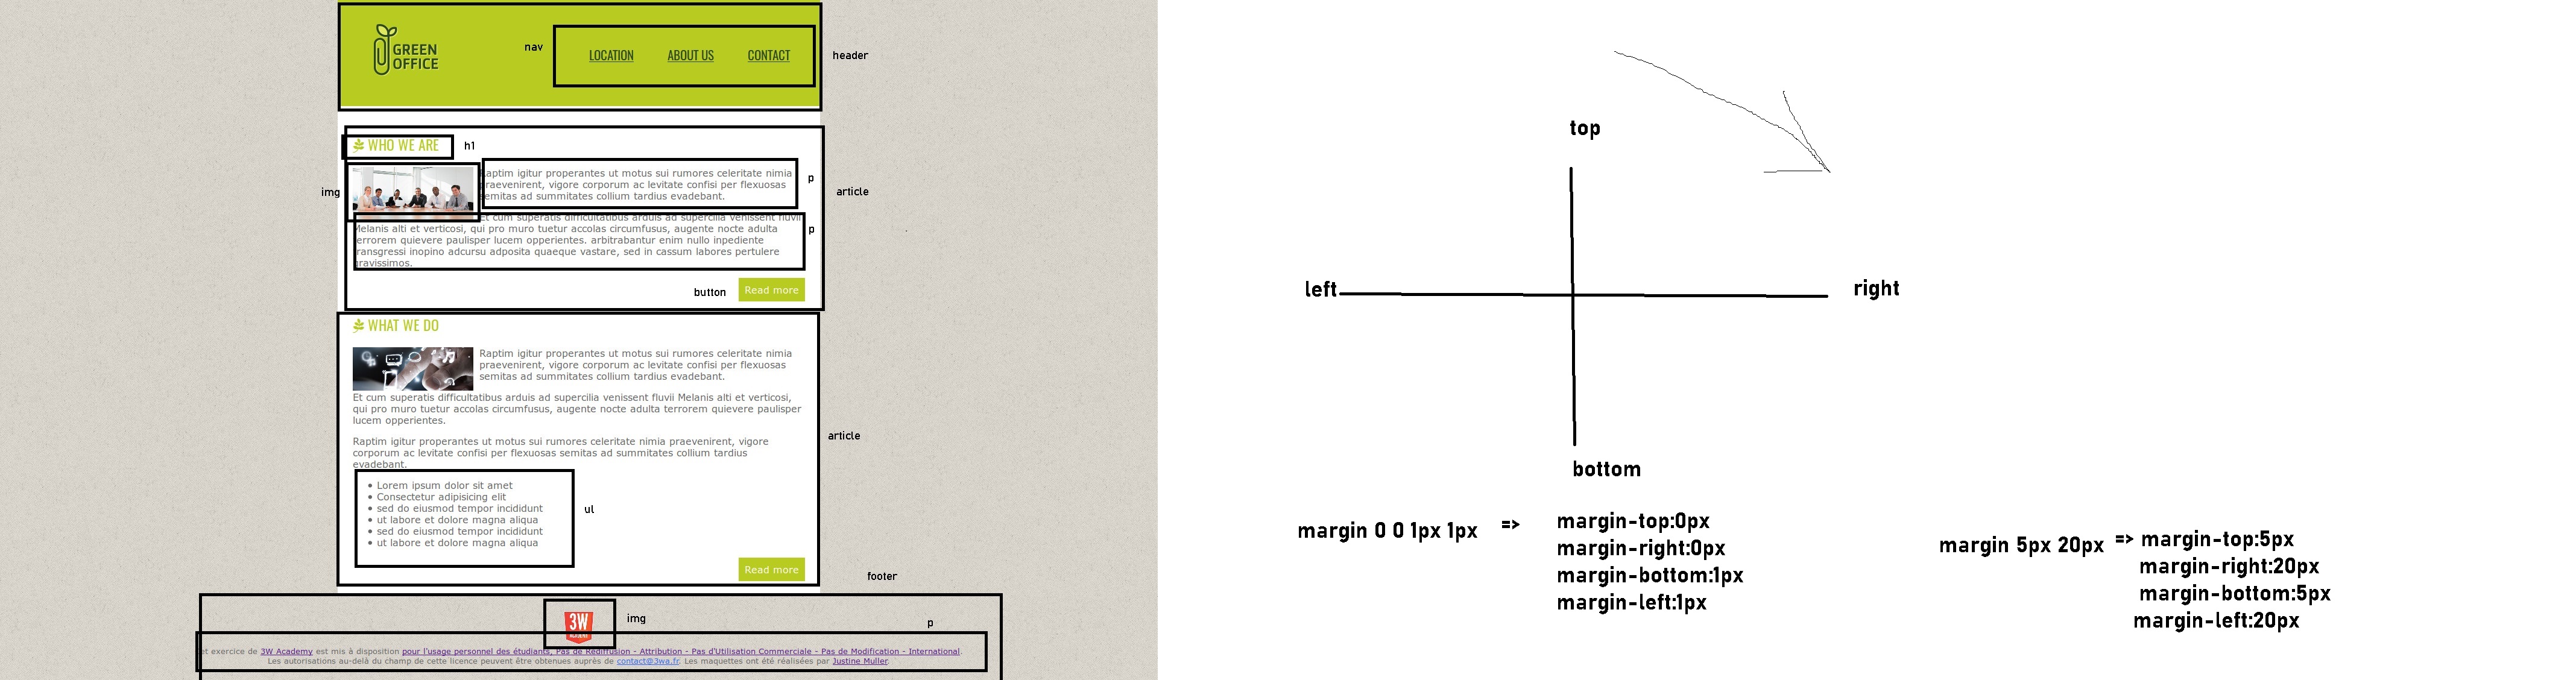 GREEN
OFFICE
nav
LOCATION
ABOUT US
CONTACT
header
WHO WE ARE
h1
img
Raptim igitur properantes ut motus sui rumores celeritate nimia
praevenirent, vigore corporum ac levitate confisi per flexuosas
semitas ad summitates collium tardius evadebant.
p
article
Et cum superatis difficultatibus arduis ad supercilia venissent fluvii
Melanis alti et verticosi, qui pro muro tuetur accolas circumfusus, augente nocte adulta
terrorem quievere paulisper lucem opperientes. arbitrabantur enim nullo inpediente
transgressi inopino adcursu adposita quaeque vastare, sed in cassum labores pertulere
gravissimos.
p
button
Read more
WHAT WE DO
Raptim igitur properantes ut motus sui rumores celeritate nimia
praevenirent, vigore corporum ac levitate confisi per flexuosas
semitas ad summitates collium tardius evadebant.
Et cum superatis difficultatibus arduis ad supercilia venissent fluvii Melanis alti et verticosi,
qui pro muro tuetur accolas circumfusus, augente nocte adulta terrorem quievere paulisper
lucem opperientes.
article
Raptim igitur properantes ut motus sui rumores celeritate nimia praevenirent, vigore
corporum ac levitate confisi per flexuosas semitas ad summitates collium tardius
evadebant.
• Lorem ipsum dolor sit amet
• Consectetur adipisicing elit
• sed do eiusmod tempor incididunt
• ut labore et dolore magna aliqua
• sed do eiusmod tempor incididunt
• ut labore et dolore magna aliqua
ul
Read more
footer
3W
img
p
et exercice de 3W Academy est mis à disposition pour l'usage personnel des étudiants. Pas de Rediffusion - Attribution - Pas d'Utilisation Commerciale - Pas de Modification - International.
Les autorisations au-delà du champ de cette licence peuvent être obtenues auprès de contact@3wa.fr. Les maquettes ont été réalisées par Justine Muller.
top
left
right
bottom
margin 0 0 1px 1px =>
margin-top:0px
margin-right:0px
margin-bottom:1px
margin-left:1px
margin 5px 20px => margin-top:5px
margin-right:20px
margin-bottom:5px
margin-left:20px